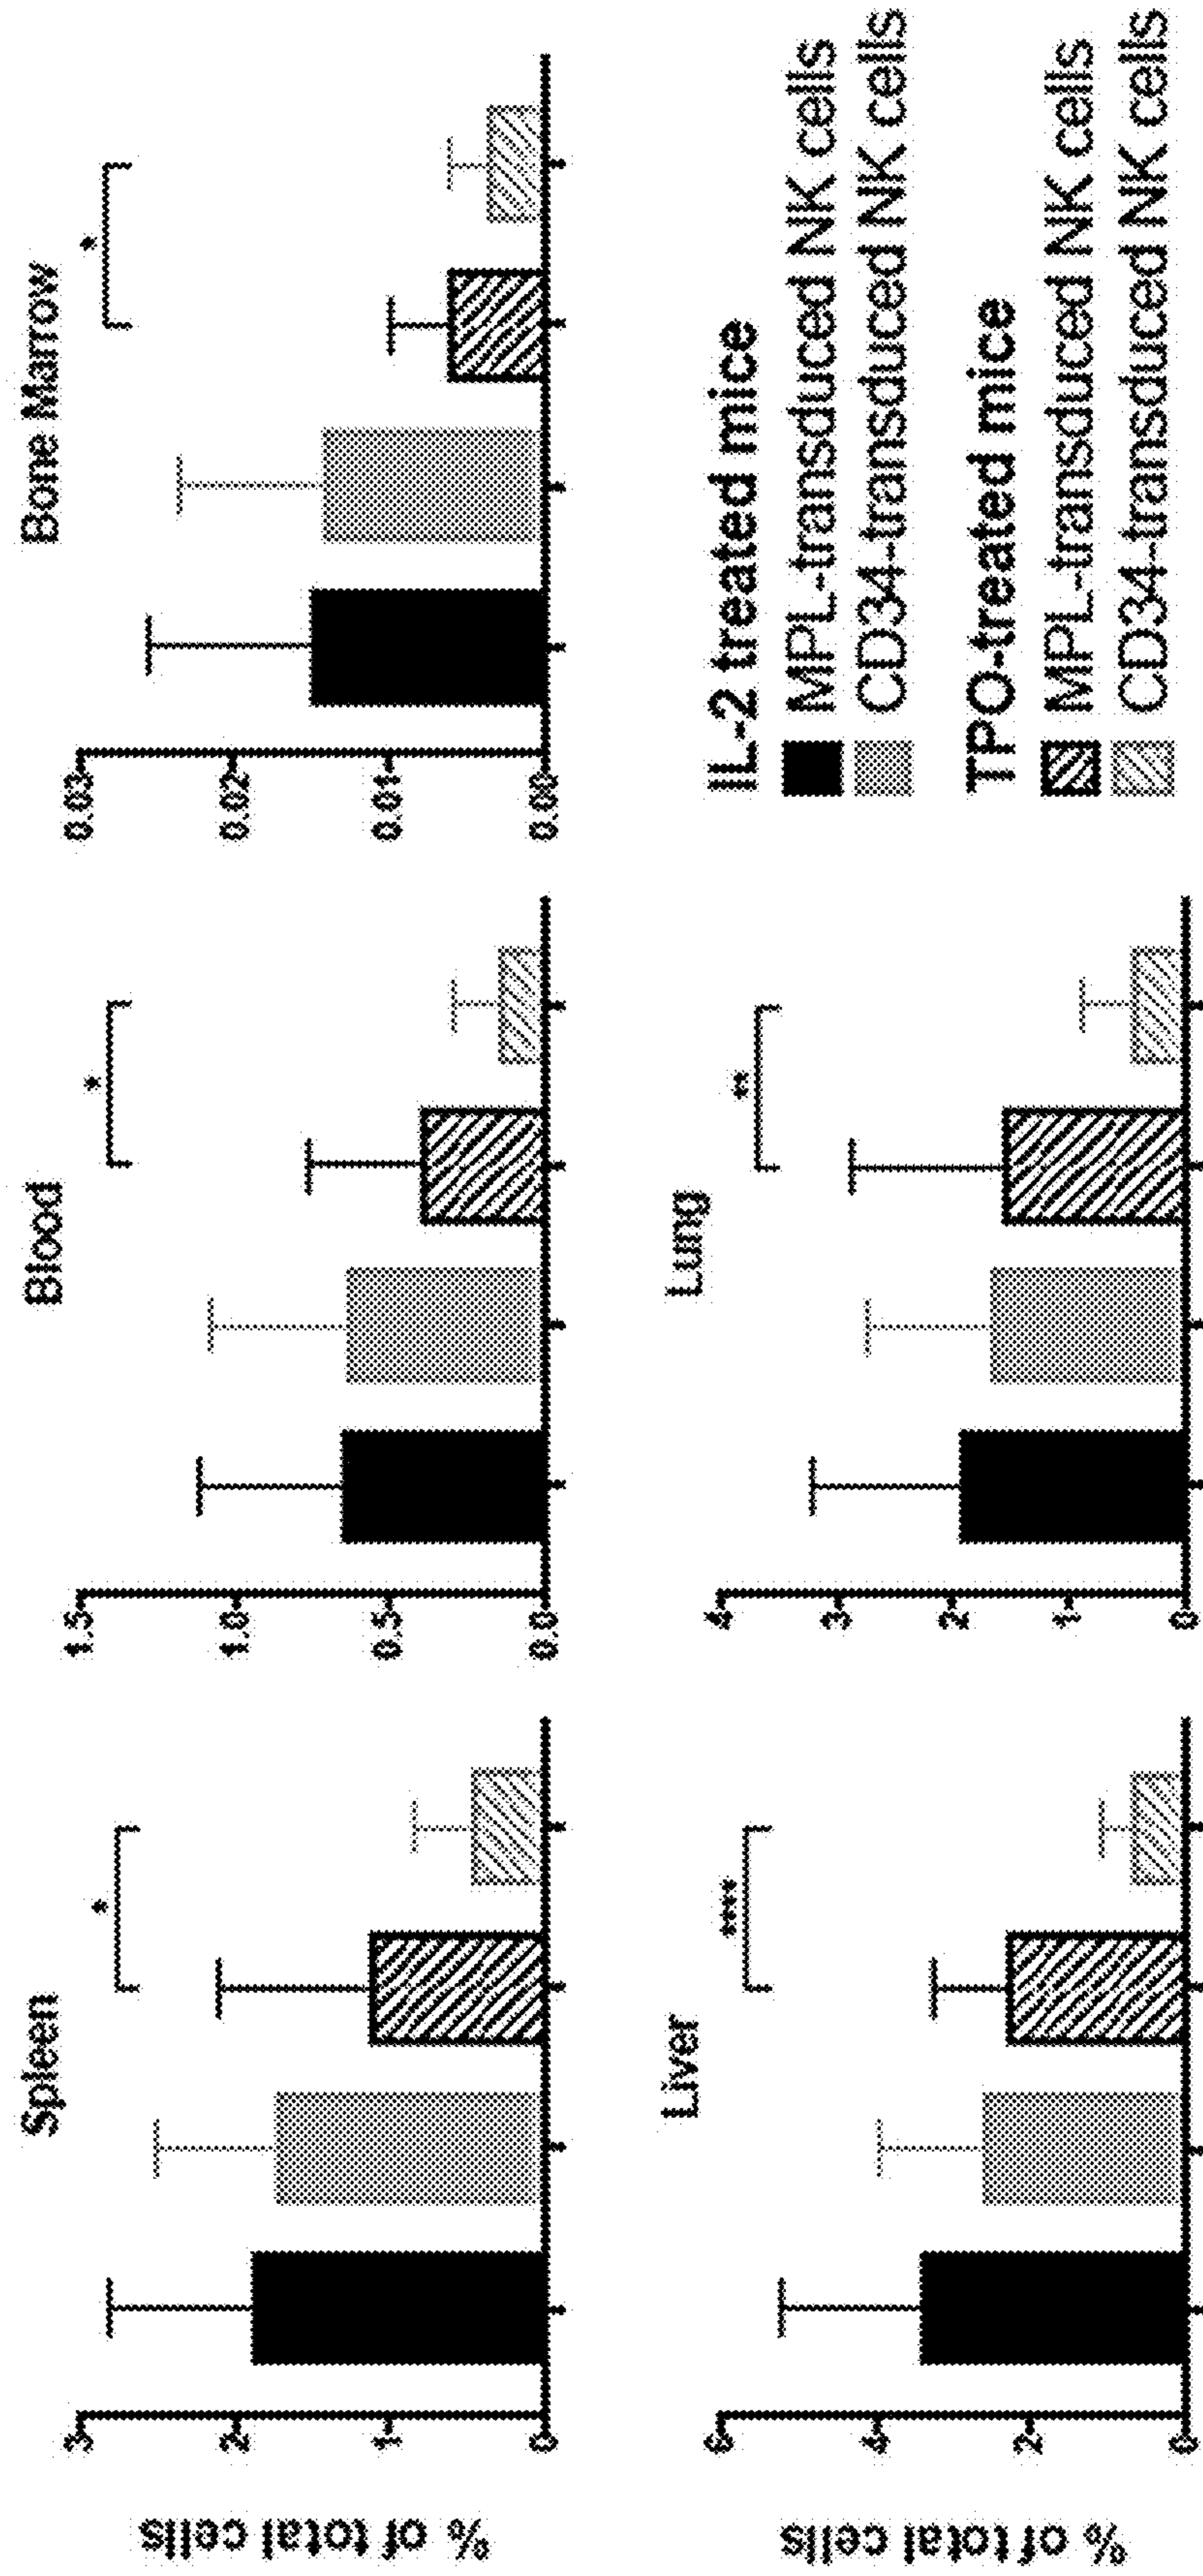 Spleen
*
% of total cells
3
2
1
0
Blood
*
1.5
1.0
0.5
0.0
Bone Marrow
*
0.03
0.02
0.01
0.00
Liver
****
% of total cells
6
4
2
0
Lung
**
4
3
2
1
0
IL-2 treated mice
MPL-transduced NK cells
CD34-transduced NK cells
TPO-treated mice
MPL-transduced NK cells
CD34-transduced NK cells